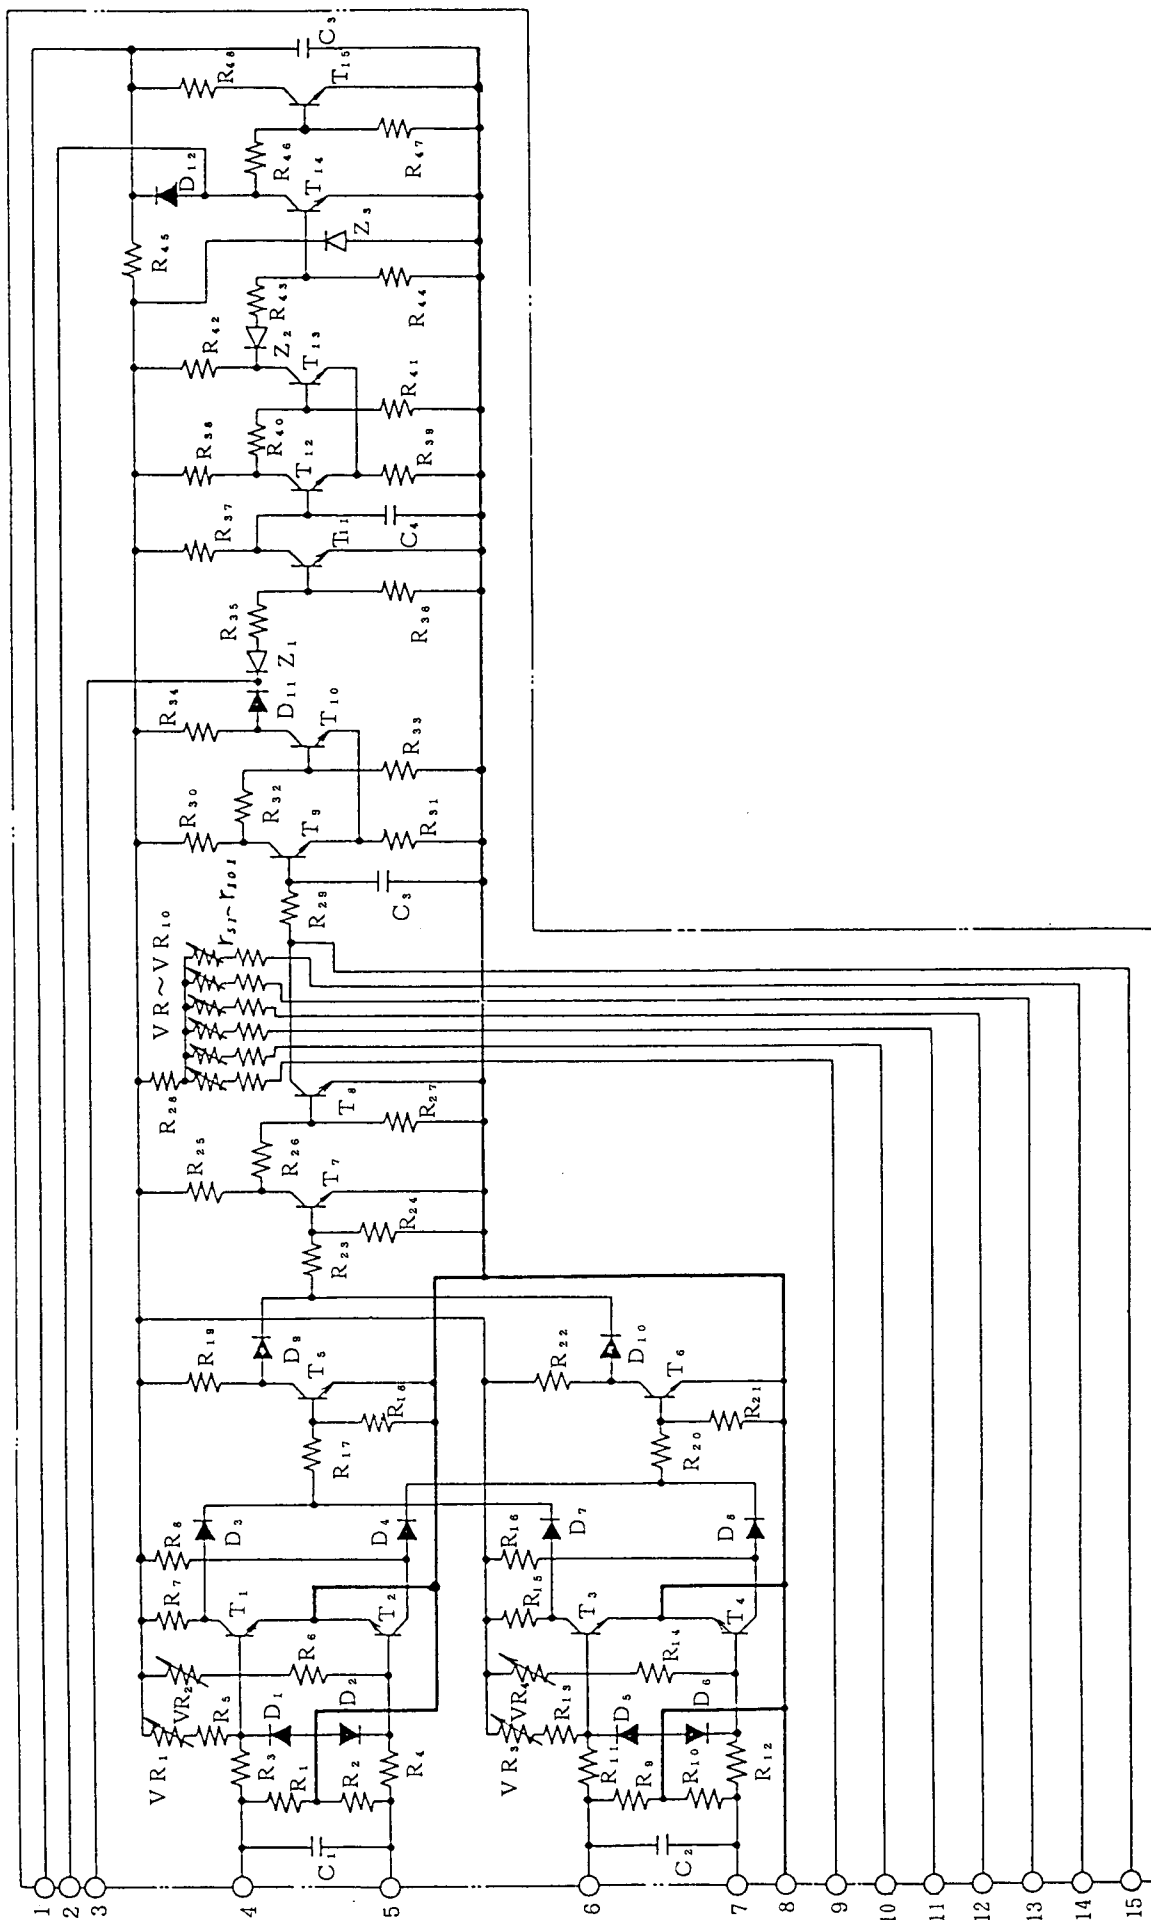 1
2
3
4
5
6
7
8
9
10
11
12
13
14
15
C₃
R₄₈
T₁₅
D₁₂
R₄₆
T₁₄
R₄₇
R₄₅
Z₃
R₄₃
R₄₄
R₄₂
Z₂
T₁₃
R₄₁
R₃₈
R₄₀
T₁₂
R₃₉
R₃₇
T₁₁
C₄
R₃₅
R₃₆
Z₁
R₃₄
D₁₁
T₁₀
R₃₃
R₃₀
R₃₂
T₉
R₃₁
R₂₉
C₃
VR~VR₁₀
r₅₁~r₁₀₁
R₂₈
T₈
R₂₇
R₂₅
R₂₆
T₇
R₂₄
R₂₃
R₁₉
D₉
T₅
R₁₈
R₁₇
R₂₂
D₁₀
T₆
R₂₁
R₂₀
R₈
D₃
D₄
R₇
T₁
T₂
VR₂
R₆
VR₁
R₅
D₁
D₂
R₃
R₁
R₂
R₄
C₁
R₁₆
D₇
D₈
R₁₅
T₃
T₄
VR₄
R₁₄
VR₃
R₁₃
D₅
D₆
R₁₁
R₉
R₁₀
R₁₂
C₂